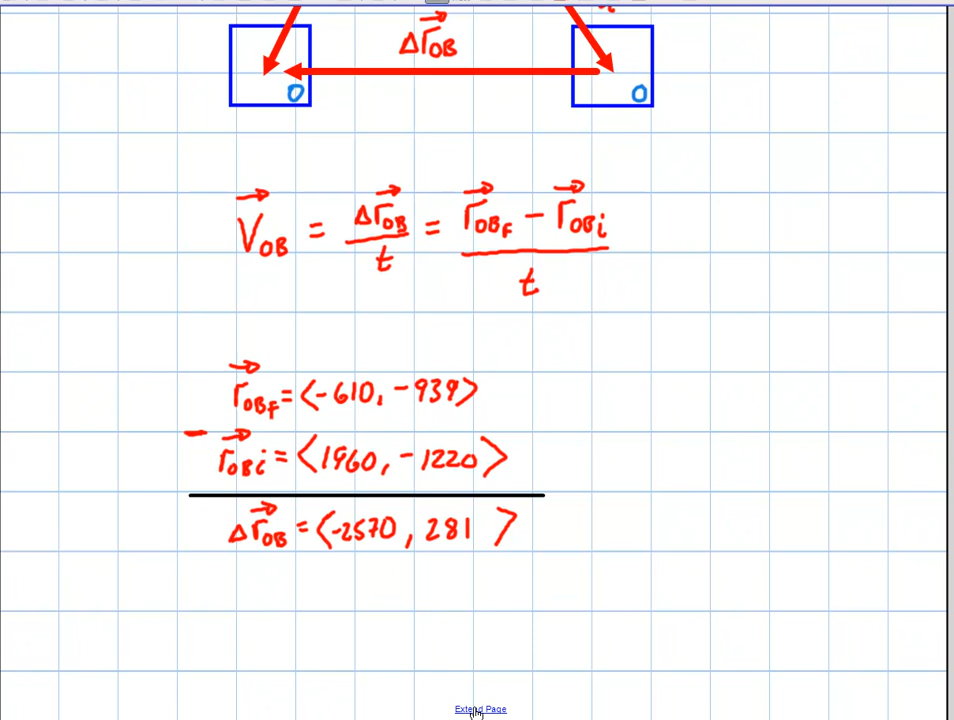 Δr⃗OB
O O
V⃗OB = Δr⃗OB / t = r⃗OBF − r⃗OBi / t
r⃗OBF = ⟨-610, -939⟩
− r⃗OBi = ⟨1960, -1220⟩
Δr⃗OB = ⟨-2570, 281⟩
Extend Page